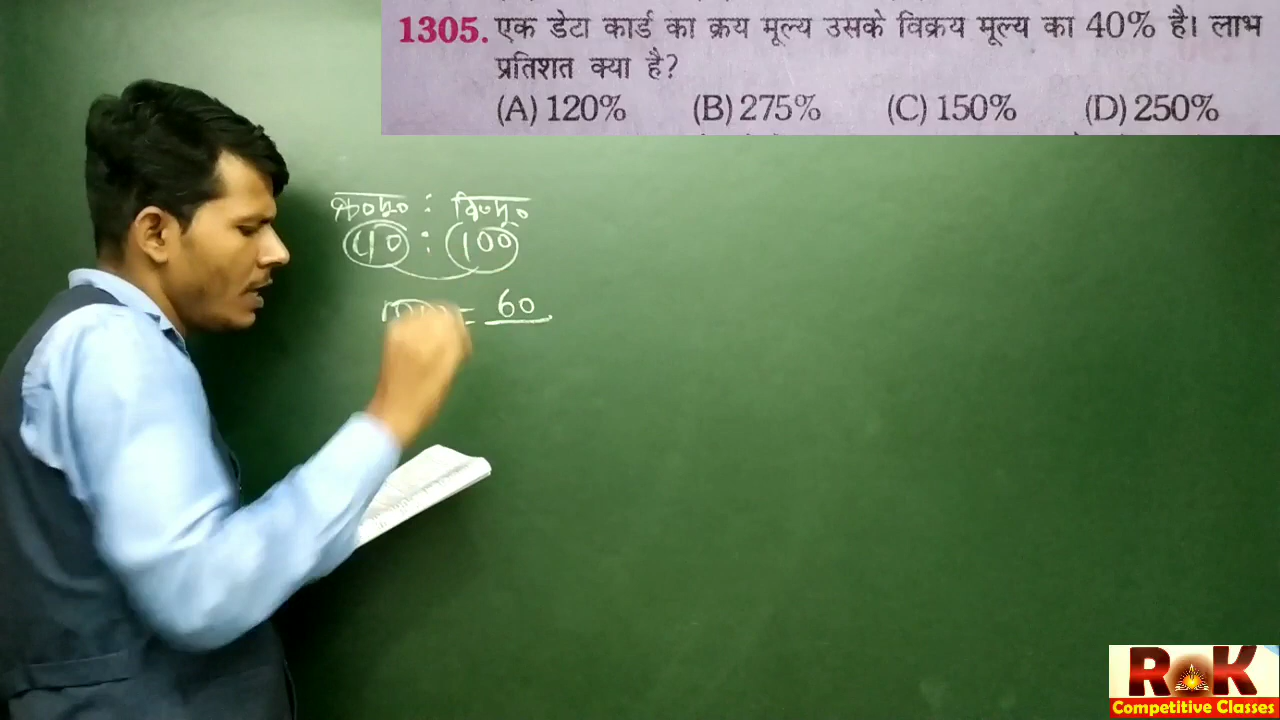 1305. एक डेटा कार्ड का क्रय मूल्य उसके विक्रय मूल्य का 40% है। लाभ
प्रतिशत क्या है?
(A) 120% (B) 275% (C) 150% (D) 250%
क्र०मू० : वि०मू०
40 : 100
= 60
RK
Competitive Classes